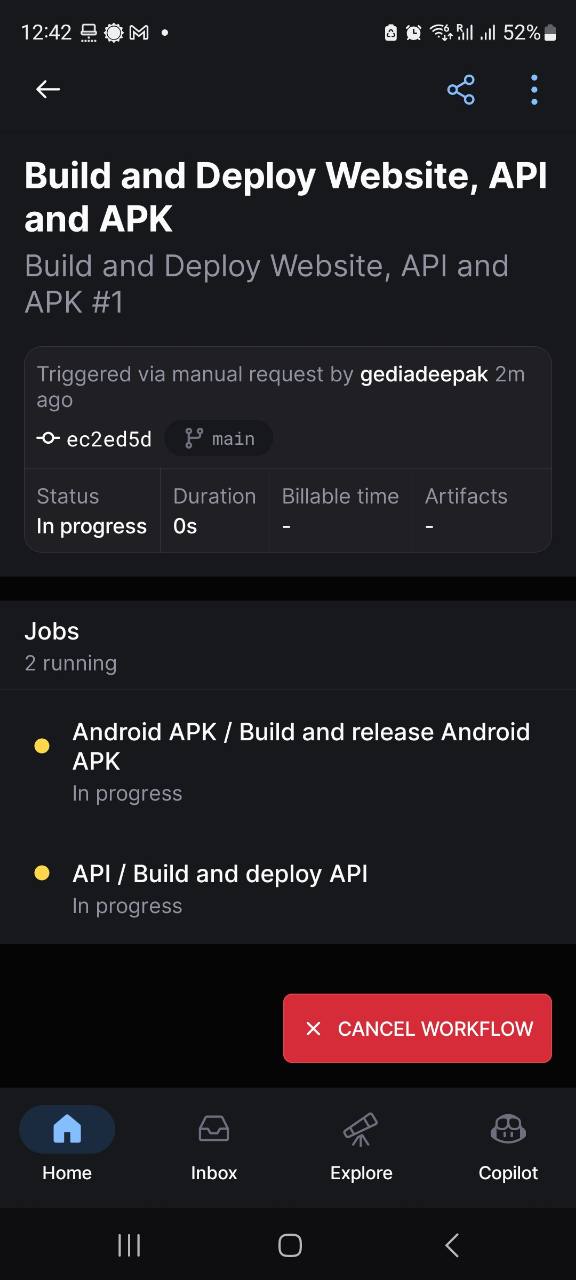 12:42 52%
Build and Deploy Website, API
and APK
Build and Deploy Website, API and
APK #1
Triggered via manual request by gediadeepak 2m
ago
ec2ed5d main
Status Duration Billable time Artifacts
In progress 0s - -
Jobs
2 running
Android APK / Build and release Android
APK
In progress
API / Build and deploy API
In progress
CANCEL WORKFLOW
Home Inbox Explore Copilot